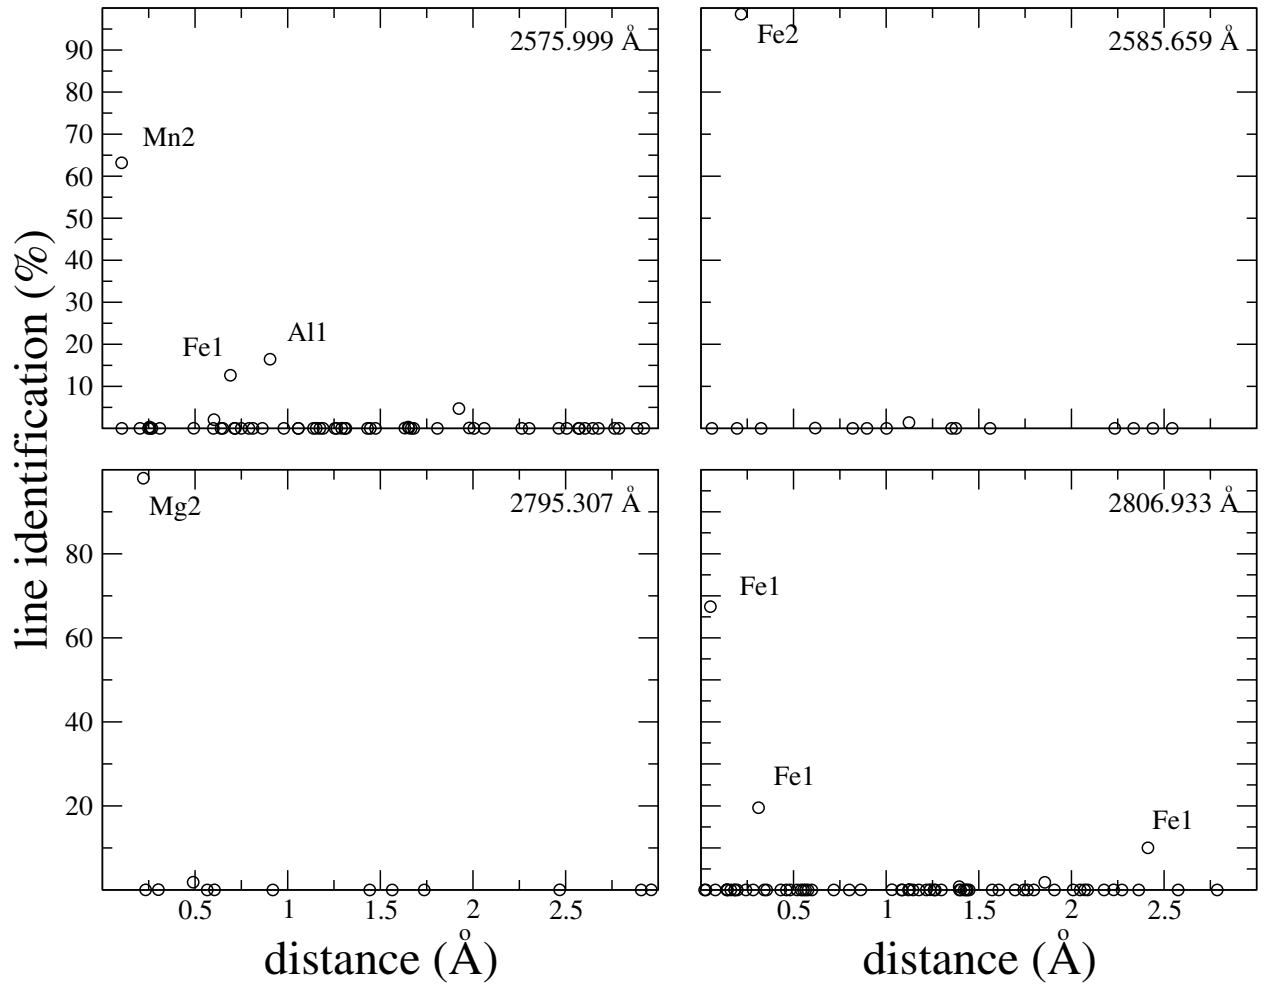 2575.999 Å
90
80
70
60
50
40
30
20
10
Mn2
Fe1
Al1
2585.659 Å
Fe2
line identification (%)
2795.307 Å
Mg2
80
60
40
20
0.5
1
1.5
2
2.5
distance (Å)
2806.933 Å
Fe1
Fe1
Fe1
0.5
1
1.5
2
2.5
distance (Å)